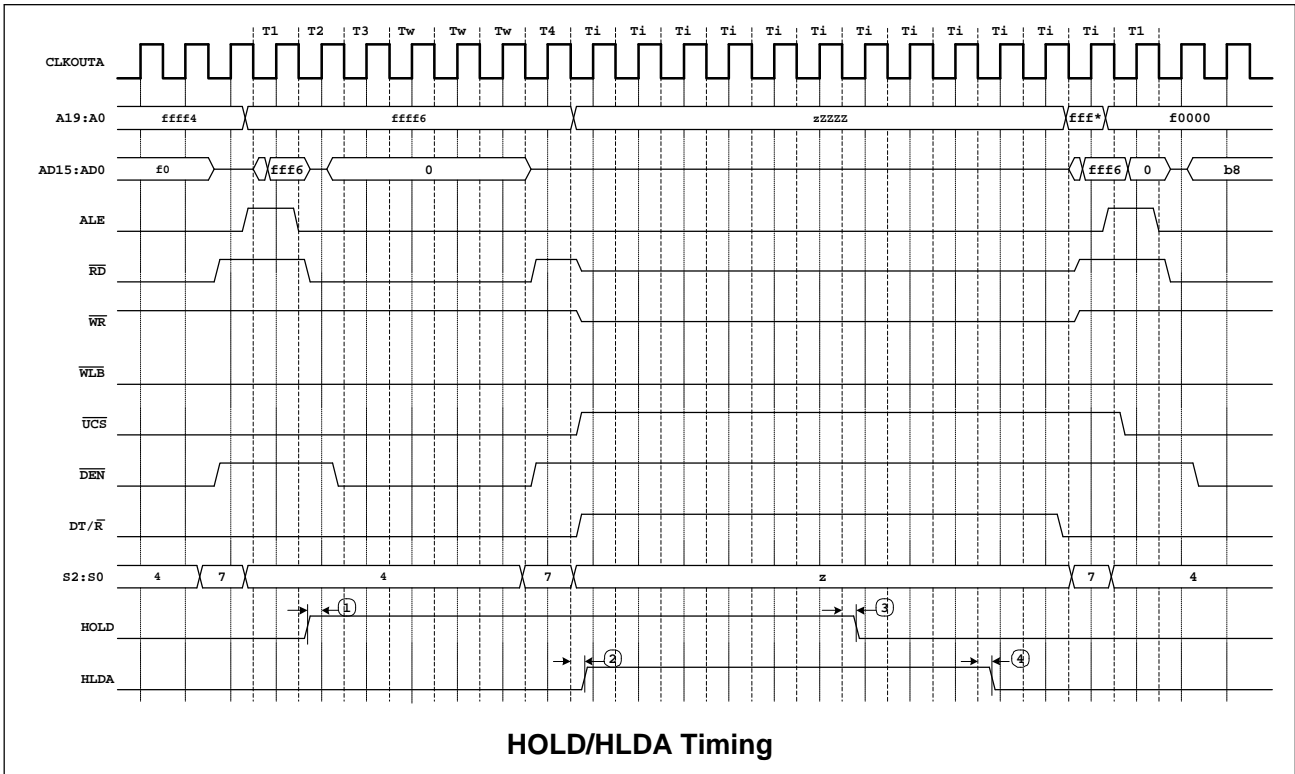 T1 T2 T3 Tw Tw Tw T4 Ti Ti Ti Ti Ti Ti Ti Ti Ti Ti Ti Ti T1
CLKOUTA
A19:A0 ffff4 ffff6 zZZZZ fff* f0000
AD15:AD0 f0 fff6 0 fff6 0 b8
ALE
RD
WR
WLB
UCS
DEN
DT/R
S2:S0 4 7 4 7 z 7 4
HOLD 1 3
HLDA 2 4
HOLD/HLDA Timing